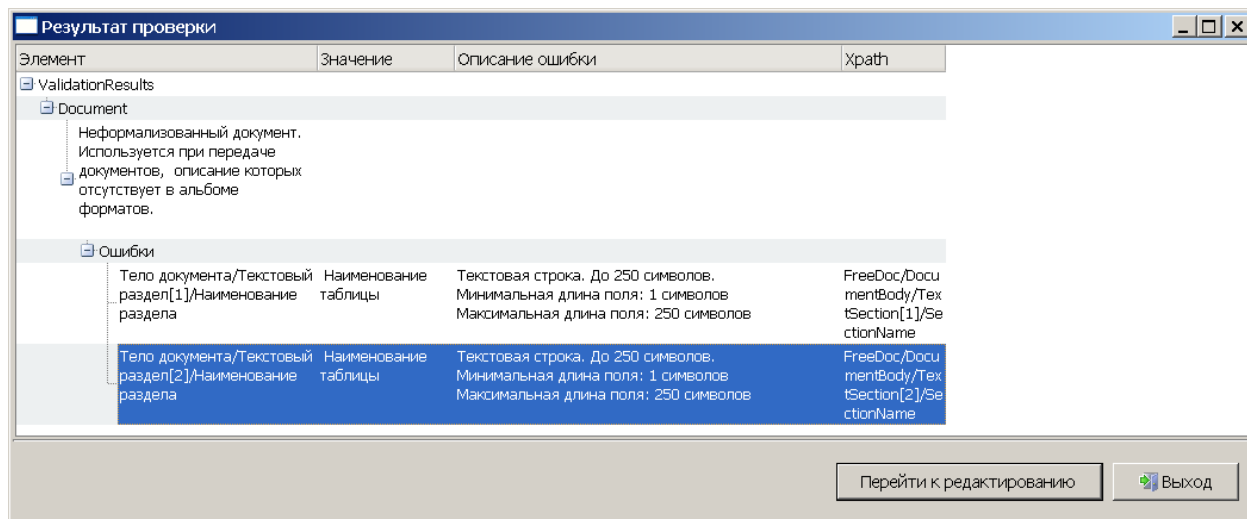 Результат проверки
Элемент Значение Описание ошибки Xpath
ValidationResults
Document
Неформализованный документ.
Используется при передаче
документов, описание которых
отсутствует в альбоме
форматов.
Ошибки
Тело документа/Текстовый Наименование Текстовая строка. До 250 символов. FreeDoc/Docu
раздел[1]/Наименование таблицы Минимальная длина поля: 1 символов mentBody/Tex
раздела Максимальная длина поля: 250 символов tSection[1]/Se
ctionName
Тело документа/Текстовый Наименование Текстовая строка. До 250 символов. FreeDoc/Docu
раздел[2]/Наименование таблицы Минимальная длина поля: 1 символов mentBody/Tex
раздела Максимальная длина поля: 250 символов tSection[2]/Se
ctionName
Перейти к редактированию Выход